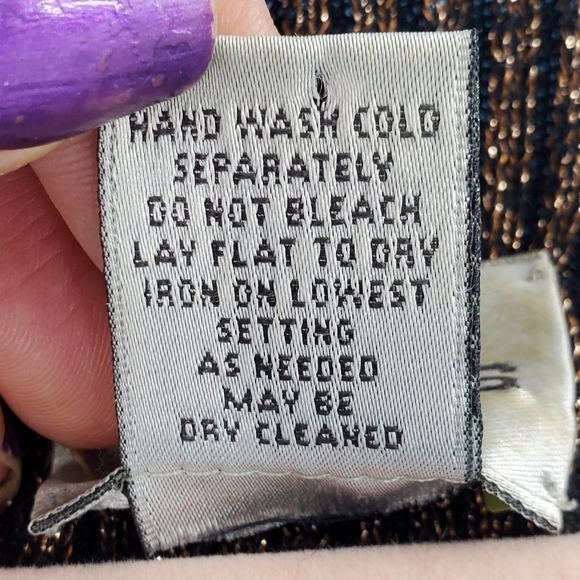 HAND WASH COLD
SEPARATELY
DO NOT BLEACH
LAY FLAT TO DRY
IRON ON LOWEST
SETTING
AS NEEDED
MAY BE
DRY CLEANED